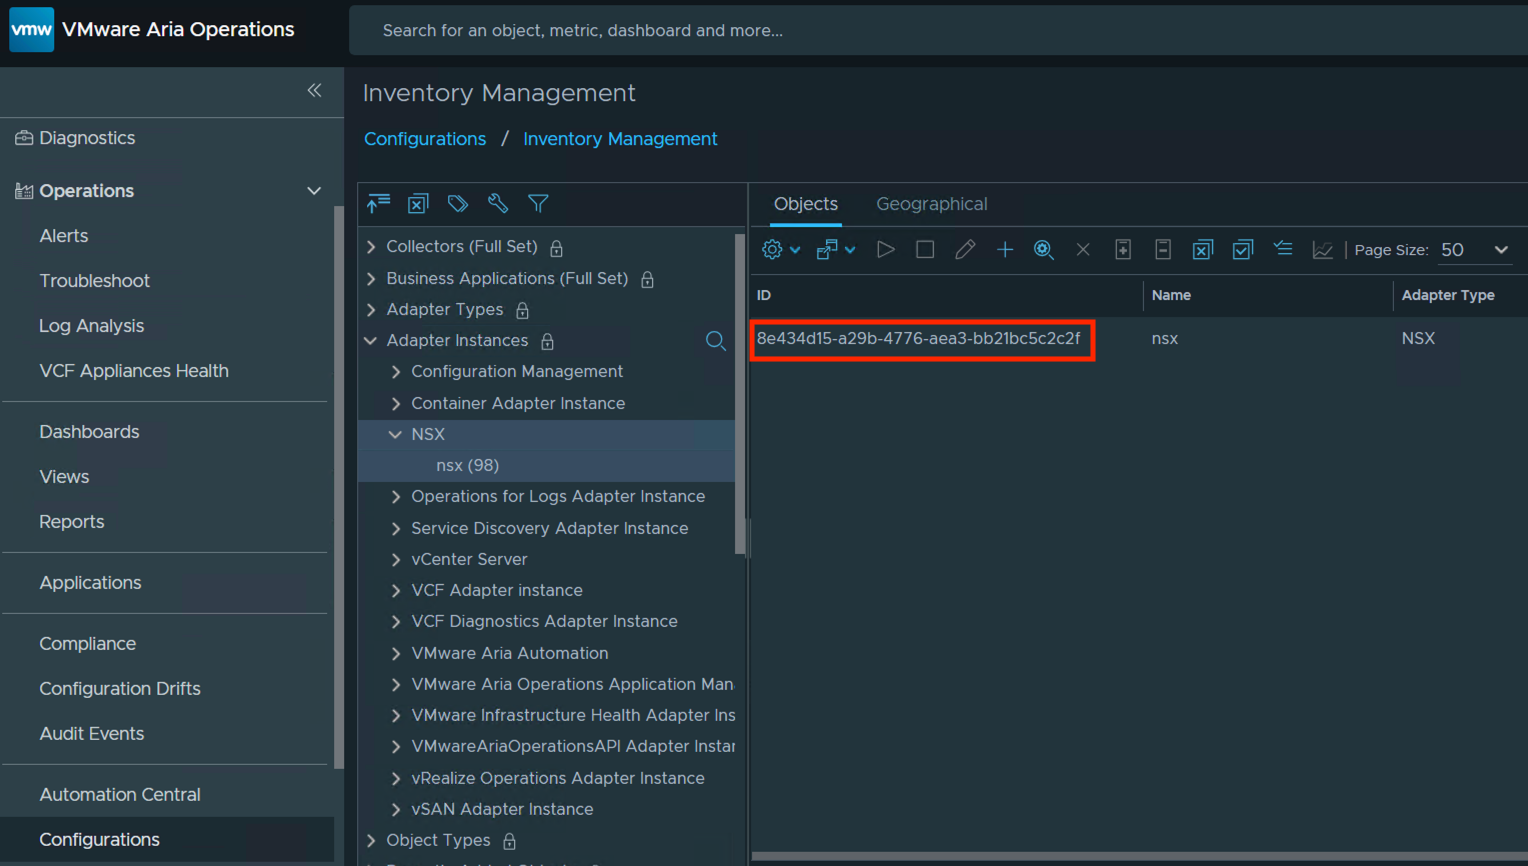 vmw VMware Aria Operations
Search for an object, metric, dashboard and more...
Diagnostics
Operations
Alerts
Troubleshoot
Log Analysis
VCF Appliances Health
Dashboards
Views
Reports
Applications
Compliance
Configuration Drifts
Audit Events
Automation Central
Configurations
Inventory Management
Configurations / Inventory Management
Collectors (Full Set)
Business Applications (Full Set)
Adapter Types
Adapter Instances
Configuration Management
Container Adapter Instance
NSX
nsx (98)
Operations for Logs Adapter Instance
Service Discovery Adapter Instance
vCenter Server
VCF Adapter instance
VCF Diagnostics Adapter Instance
VMware Aria Automation
VMware Aria Operations Application Man
VMware Infrastructure Health Adapter Ins
VMwareAriaOperationsAPI Adapter Instar
vRealize Operations Adapter Instance
vSAN Adapter Instance
Object Types
Objects Geographical
Page Size: 50
ID Name Adapter Type
8e434d15-a29b-4776-aea3-bb21bc5c2c2f nsx NSX